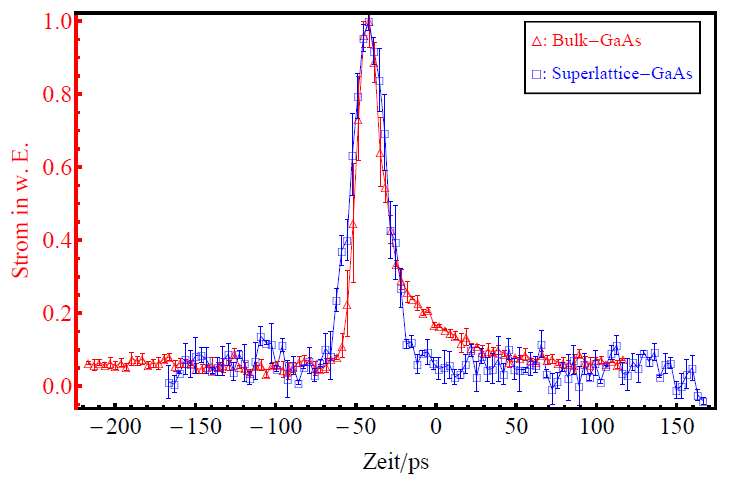 1.0
0.8
0.6
0.4
0.2
0.0
Strom in w. E.
△: Bulk−GaAs
□: Superlattice−GaAs
−200 −150 −100 −50 0 50 100 150
Zeit/ps